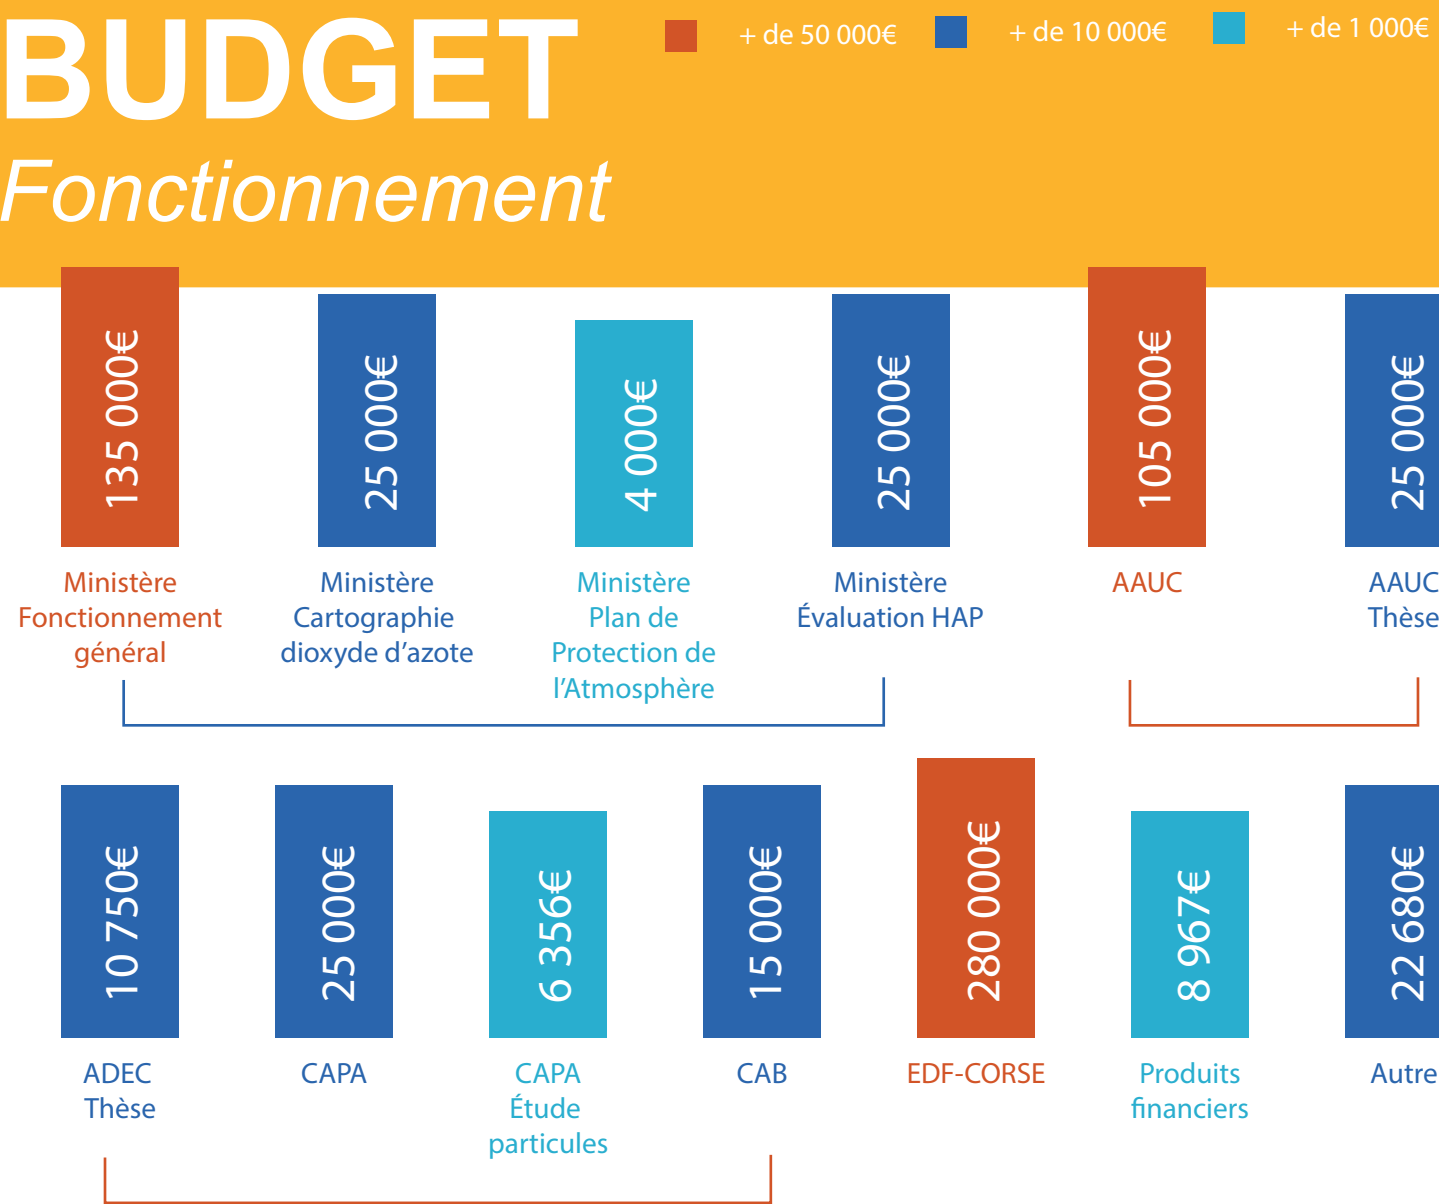 BUDGET
Fonctionnement
+ de 50 000€
+ de 10 000€
+ de 1 000€
135 000€
25 000€
4 000€
25 000€
105 000€
25 000€
Ministère
Fonctionnement
général
Ministère
Cartographie
dioxyde d'azote
Ministère
Plan de
Protection de
l'Atmosphère
Ministère
Évaluation HAP
AAUC
AAUC
Thèse
10 750€
25 000€
6 356€
15 000€
280 000€
8 967€
22 680€
ADEC
Thèse
CAPA
CAPA
Étude
particules
CAB
EDF-CORSE
Produits
financiers
Autre